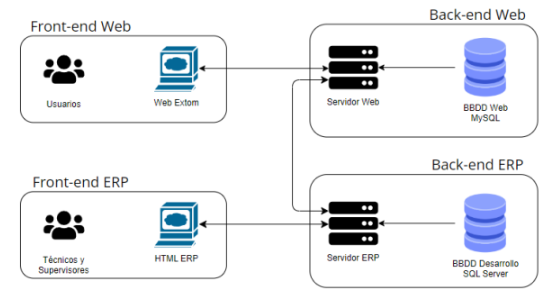 Front-end Web
Back-end Web
Usuarios
Web Extom
Servidor Web
BBDD Web
MySQL
Front-end ERP
Back-end ERP
Técnicos y
Supervisores
HTML ERP
Servidor ERP
BBDD Desarrollo
SQL Server